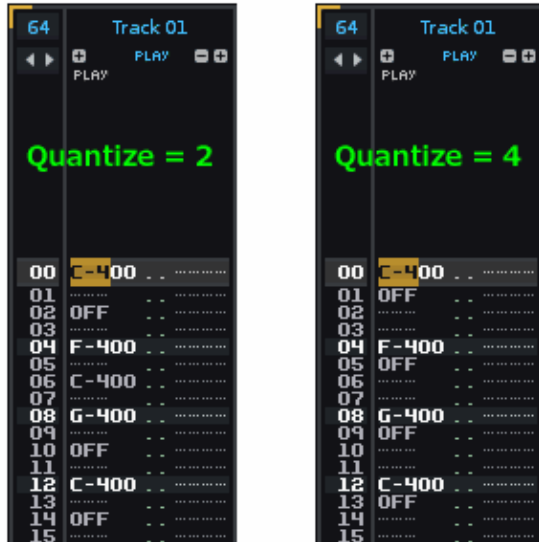 64 Track 01
PLAY
PLAY
Quantize = 2
00 C-400 . .
01 . .
02 OFF . .
03 . .
04 F-400 . .
05 . .
06 C-400 . .
07 . .
08 G-400 . .
09 . .
10 OFF . .
11 . .
12 C-400 . .
13 . .
14 OFF . .
15 . .
64 Track 01
PLAY
PLAY
Quantize = 4
00 C-400 . .
01 OFF . .
02 . .
03 . .
04 F-400 . .
05 OFF . .
06 . .
07 . .
08 G-400 . .
09 OFF . .
10 . .
11 . .
12 C-400 . .
13 OFF . .
14 . .
15 . .